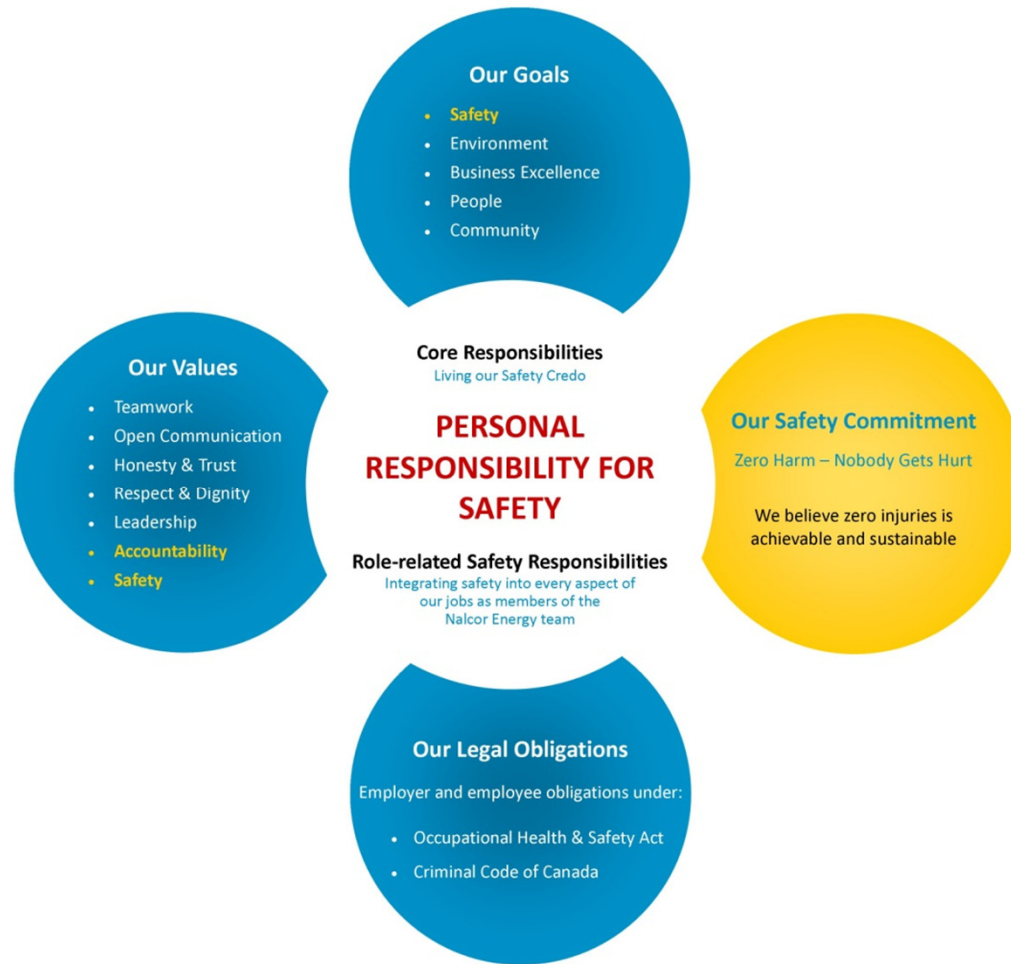 Our Goals
• Safety
• Environment
• Business Excellence
• People
• Community
Our Values
• Teamwork
• Open Communication
• Honesty & Trust
• Respect & Dignity
• Leadership
• Accountability
• Safety
Core Responsibilities
Living our Safety Credo
PERSONAL
RESPONSIBILITY FOR
SAFETY
Role-related Safety Responsibilities
Integrating safety into every aspect of
our jobs as members of the
Nalcor Energy team
Our Safety Commitment
Zero Harm – Nobody Gets Hurt
We believe zero injuries is
achievable and sustainable
Our Legal Obligations
Employer and employee obligations under:
• Occupational Health & Safety Act
• Criminal Code of Canada